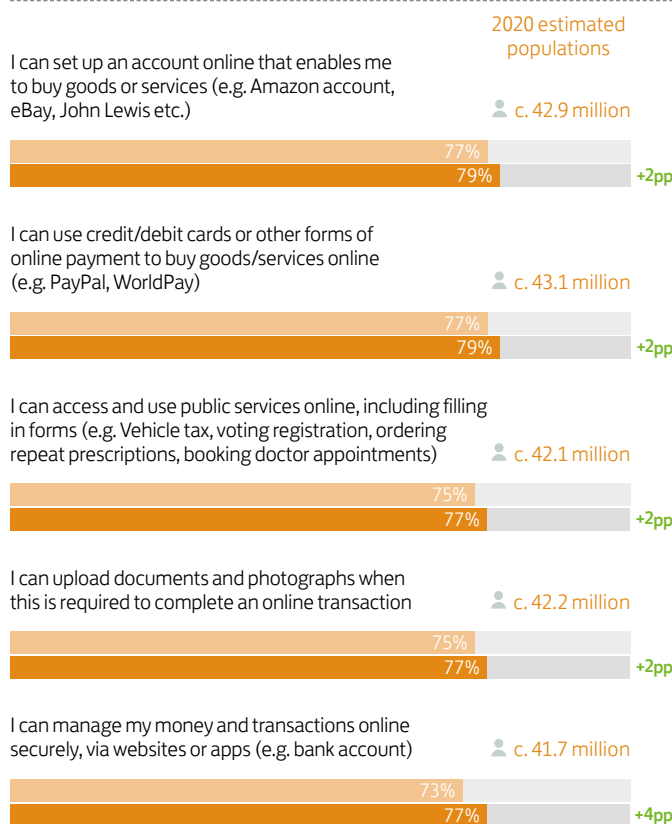 2020 estimated
populations
I can set up an account online that enables me
to buy goods or services (e.g. Amazon account,
eBay, John Lewis etc.)
c. 42.9 million
77%
79%
+2pp
I can use credit/debit cards or other forms of
online payment to buy goods/services online
(e.g. PayPal, WorldPay)
c. 43.1 million
77%
79%
+2pp
I can access and use public services online, including filling
in forms (e.g. Vehicle tax, voting registration, ordering
repeat prescriptions, booking doctor appointments)
c. 42.1 million
75%
77%
+2pp
I can upload documents and photographs when
this is required to complete an online transaction
c. 42.2 million
75%
77%
+2pp
I can manage my money and transactions online
securely, via websites or apps (e.g. bank account)
c. 41.7 million
73%
77%
+4pp